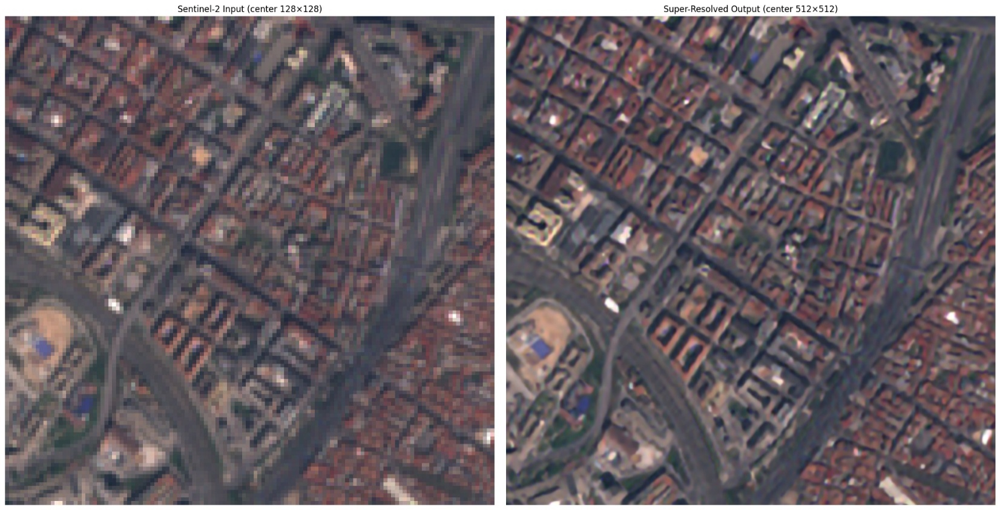 Sentinel-2 Input (center 128×128)
Super-Resolved Output (center 512×512)